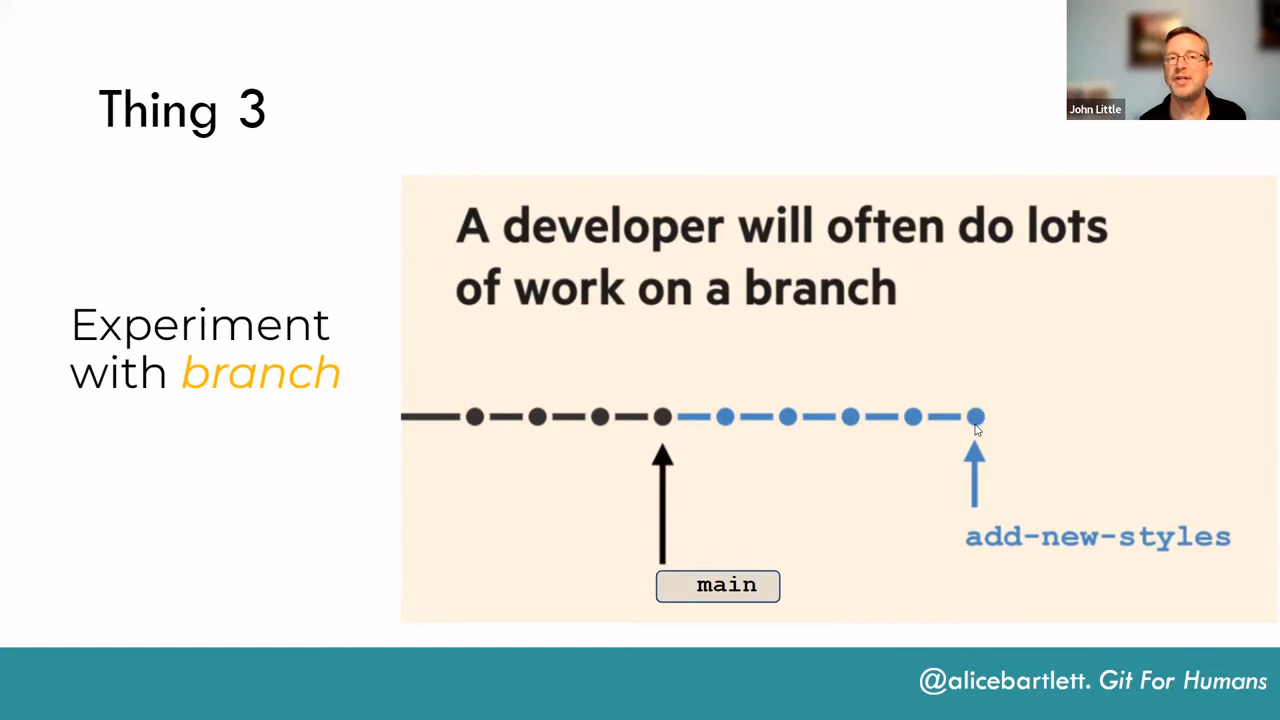 Thing 3
John Little
A developer will often do lots
of work on a branch
Experiment
with branch
add-new-styles
main
@alicebartlett. Git For Humans